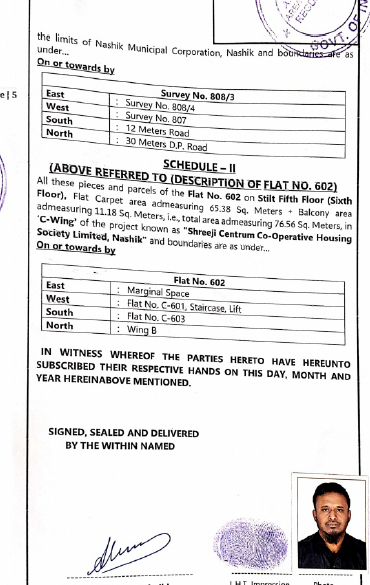 the limits of Nashik Municipal Corporation, Nashik and boundaries are as
under...
On or towards by
e | 5
Survey No. 808/3
East : Survey No. 808/4
West : Survey No. 807
South : 12 Meters Road
North : 30 Meters D.P. Road
SCHEDULE – II
(ABOVE REFERRED TO (DESCRIPTION OF FLAT NO. 602)
All these pieces and parcels of the Flat No. 602 on Stilt Fifth Floor (Sixth
Floor), Flat Carpet area admeasuring 65.38 Sq. Meters + Balcony area
admeasuring 11.18 Sq. Meters, i.e., total area admeasuring 76.56 Sq. Meters, in
'C-Wing' of the project known as "Shreeji Centrum Co-Operative Housing
Society Limited, Nashik" and boundaries are as under...
On or towards by
Flat No. 602
East : Marginal Space
West : Flat No. C-601, Staircase, Lift
South : Flat No. C-603
North : Wing B
IN WITNESS WHEREOF THE PARTIES HERETO HAVE HEREUNTO
SUBSCRIBED THEIR RESPECTIVE HANDS ON THIS DAY, MONTH AND
YEAR HEREINABOVE MENTIONED.
SIGNED, SEALED AND DELIVERED
BY THE WITHIN NAMED
L.H.T. Impression
Photo